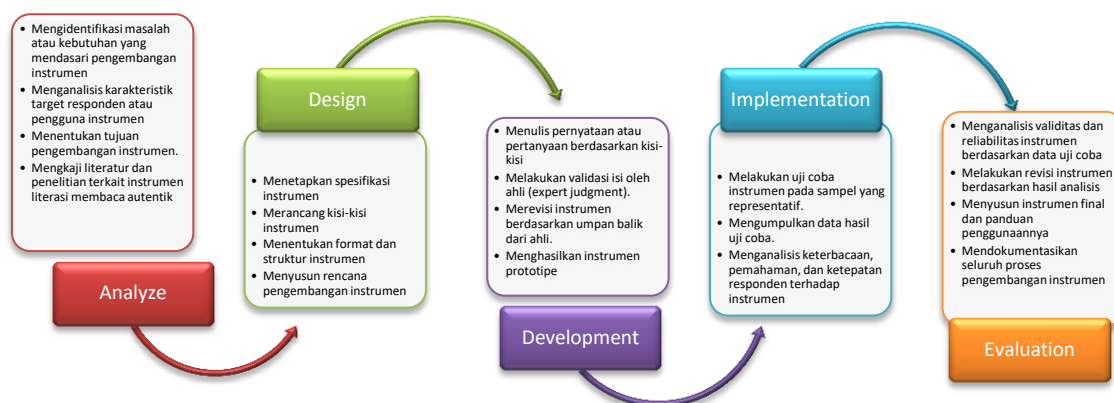 • Mengidentifikasi masalah
atau kebutuhan yang
mendasari pengembangan
instrumen
• Menganalisis karakteristik
target responden atau
pengguna instrumen
• Menentukan tujuan
pengembangan instrumen.
• Mengkaji literatur dan
penelitian terkait instrumen
literasi membaca autentik
Analyze
Design
• Menetapkan spesifikasi
instrumen
• Merancang kisi-kisi
instrumen
• Menentukan format dan
struktur instrumen
• Menyusun rencana
pengembangan instrumen
• Menulis pernyataan atau
pertanyaan berdasarkan kisi-
kisi
• Melakukan validasi isi oleh
ahli (expert judgment).
• Merevisi instrumen
berdasarkan umpan balik
dari ahli.
• Menghasilkan instrumen
prototipe
Development
Implementation
• Melakukan uji coba
instrumen pada sampel yang
representatif.
• Mengumpulkan data hasil
uji coba.
• Menganalisis keterbacaan,
pemahaman, dan ketepatan
responden terhadap
instrumen
• Menganalisis validitas dan
reliabilitas instrumen
berdasarkan data uji coba
• Melakukan revisi instrumen
berdasarkan hasil analisis
• Menyusun instrumen final
dan panduan
penggunaannya
• Mendokumentasikan
seluruh proses
pengembangan instrumen
Evaluation